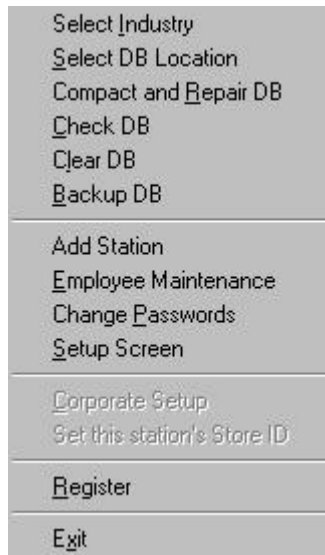 Select Industry
Select DB Location
Compact and Repair DB
Check DB
Clear DB
Backup DB
Add Station
Employee Maintenance
Change Passwords
Setup Screen
Corporate Setup
Set this station's Store ID
Register
Exit